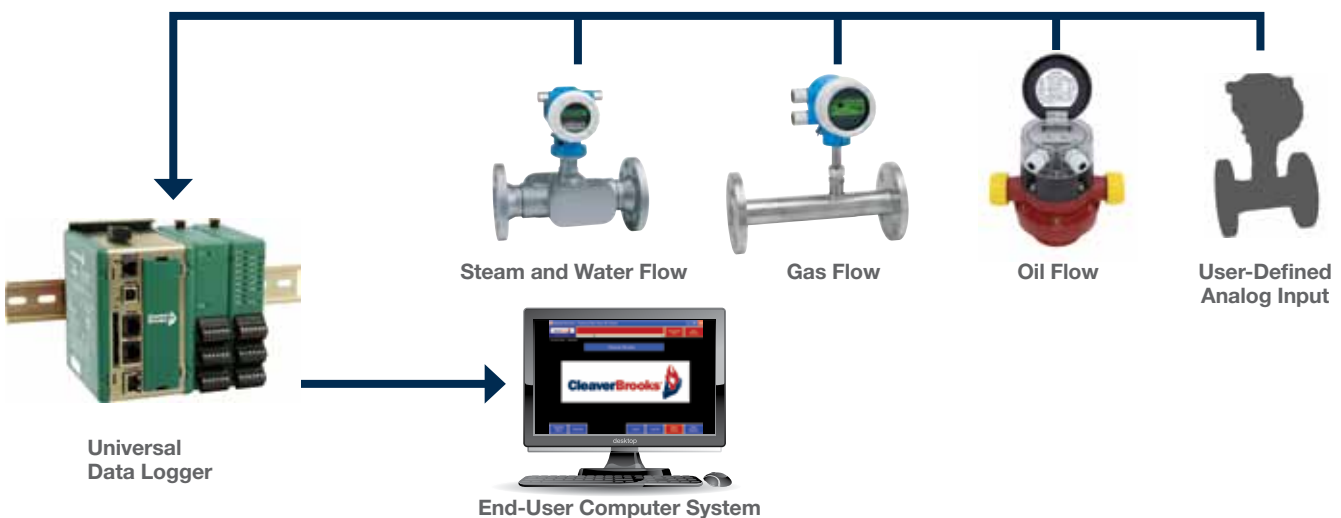 Steam and Water Flow
Gas Flow
Oil Flow
User-Defined
Analog Input
CleaverBrooks
desktop
Universal
Data Logger
End-User Computer System